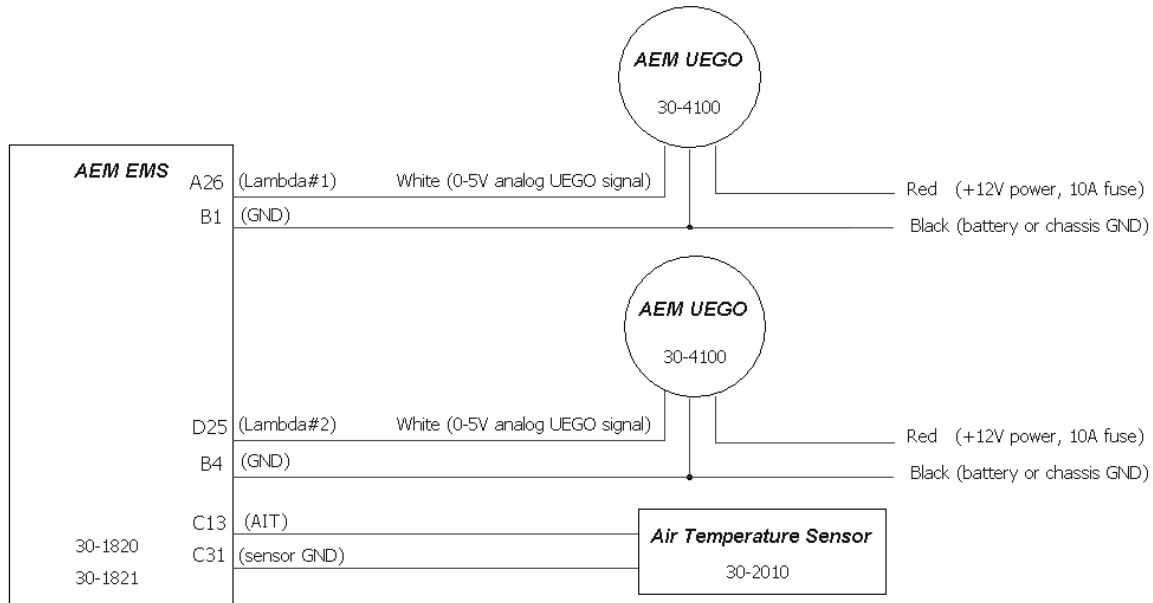 AEM UEGO
30-4100
AEM EMS
A26 (Lambda#1) White (0-5V analog UEGO signal) Red (+12V power, 10A fuse)
B1 (GND) Black (battery or chassis GND)
AEM UEGO
30-4100
D25 (Lambda#2) White (0-5V analog UEGO signal) Red (+12V power, 10A fuse)
B4 (GND) Black (battery or chassis GND)
C13 (AIT)
C31 (sensor GND)
Air Temperature Sensor
30-2010
30-1820
30-1821